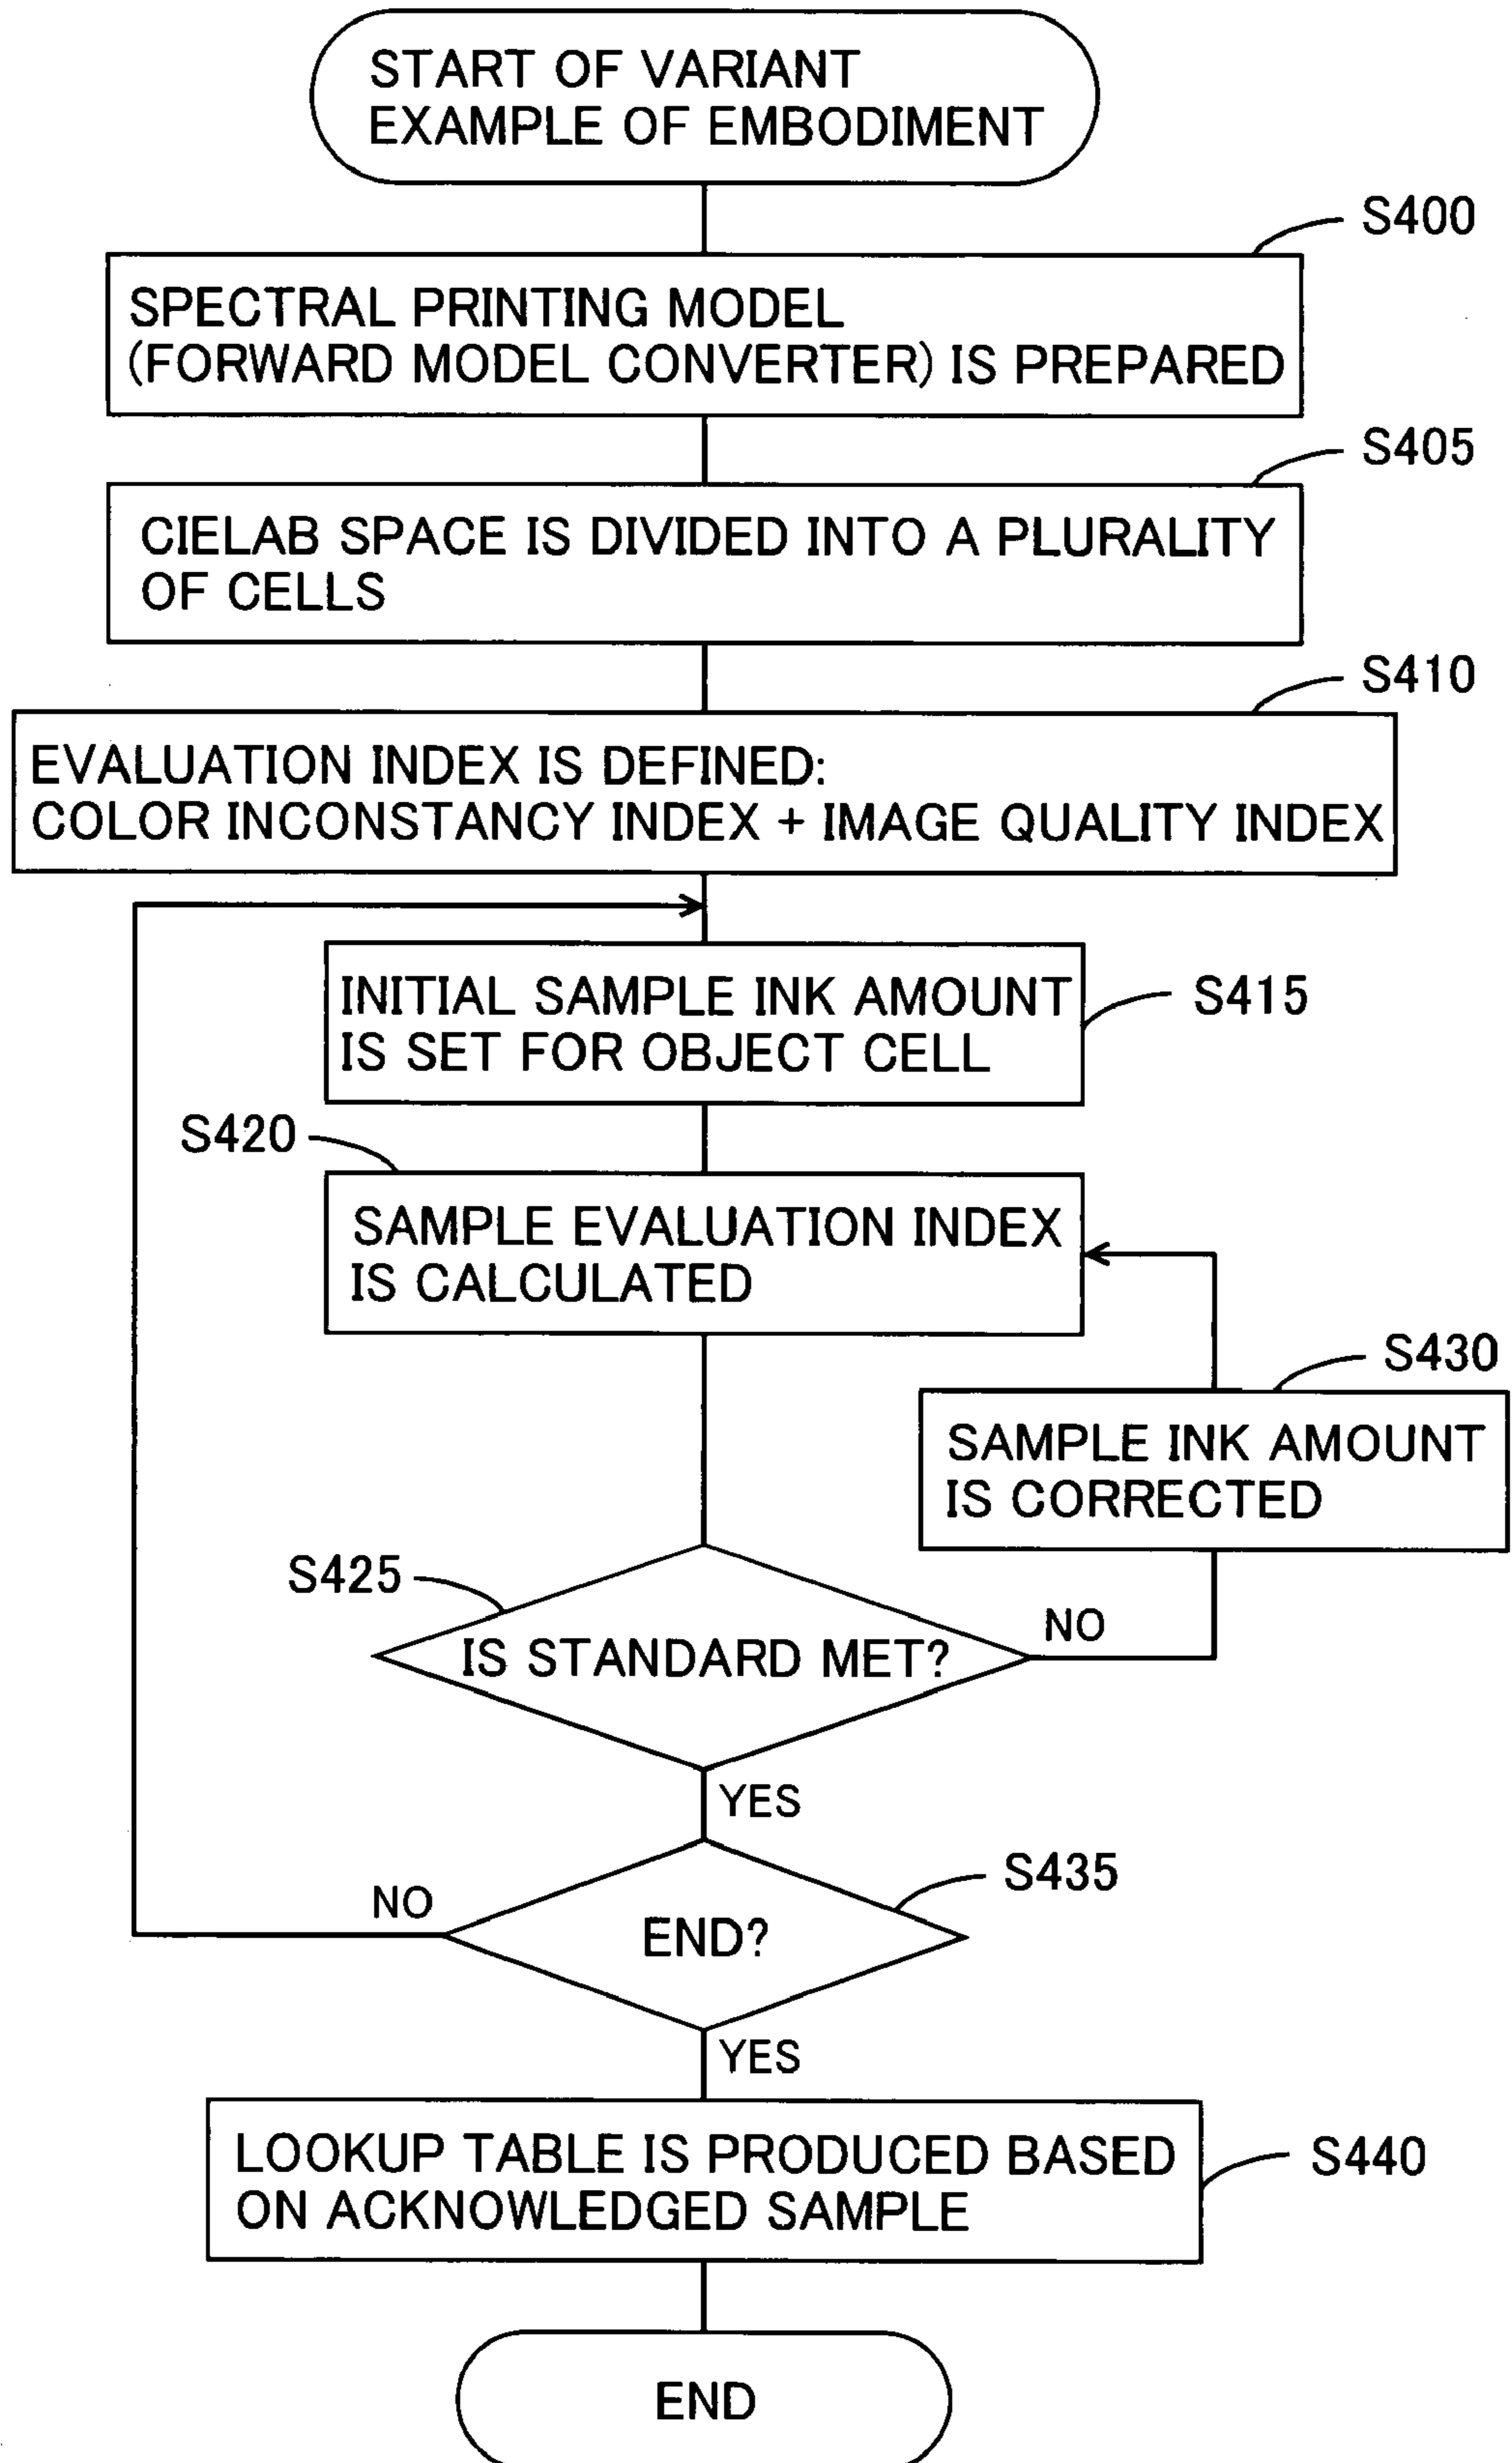 START OF VARIANT
EXAMPLE OF EMBODIMENT
S400
SPECTRAL PRINTING MODEL
(FORWARD MODEL CONVERTER) IS PREPARED
S405
CIELAB SPACE IS DIVIDED INTO A PLURALITY
OF CELLS
S410
EVALUATION INDEX IS DEFINED:
COLOR INCONSTANCY INDEX + IMAGE QUALITY INDEX
INITIAL SAMPLE INK AMOUNT
IS SET FOR OBJECT CELL
S415
S420
SAMPLE EVALUATION INDEX
IS CALCULATED
S430
SAMPLE INK AMOUNT
IS CORRECTED
S425
IS STANDARD MET?
NO
YES
S435
NO
END?
YES
LOOKUP TABLE IS PRODUCED BASED
ON ACKNOWLEDGED SAMPLE
S440
END